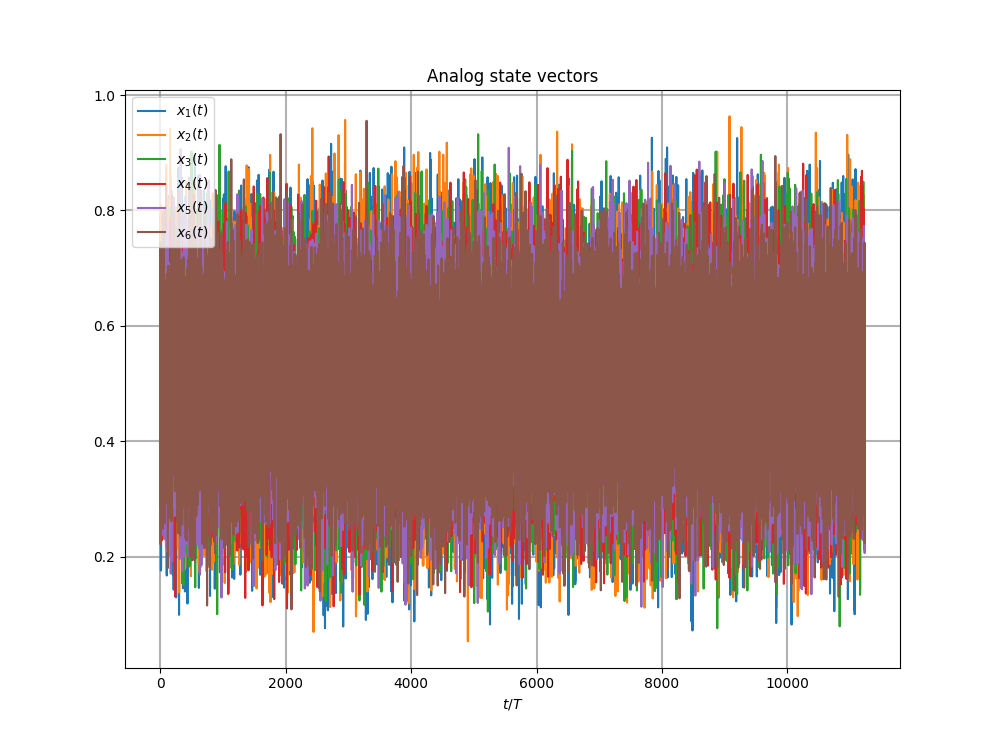 Analog state vectors
1.0
0.8
0.6
0.4
0.2
x₁(t)
x₂(t)
x₃(t)
x₄(t)
x₅(t)
x₆(t)
0 2000 4000 6000 8000 10000
t/T